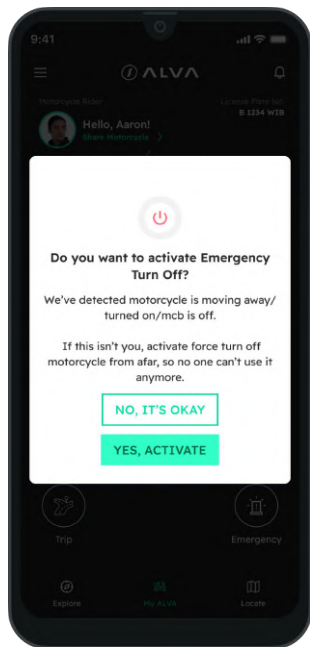 9:41
ALVA
Motorcycle Rider
License Plate No.
Hello, Aaron!
B 1234 WIB
Share Motorcycle
Do you want to activate Emergency
Turn Off?
We've detected motorcycle is moving away/
turned on/mcb is off.
If this isn't you, activate force turn off
motorcycle from afar, so no one can't use it
anymore.
NO, IT'S OKAY
YES, ACTIVATE
Trip
Emergency
Explore
My ALVA
Locate